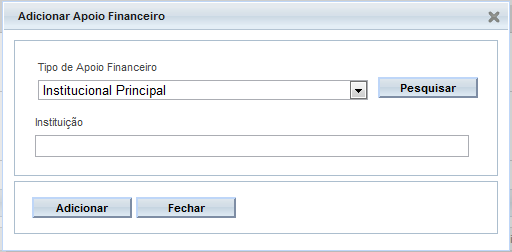 Adicionar Apoio Financeiro
Tipo de Apoio Financeiro
Institucional Principal
Pesquisar
Instituição
Adicionar
Fechar